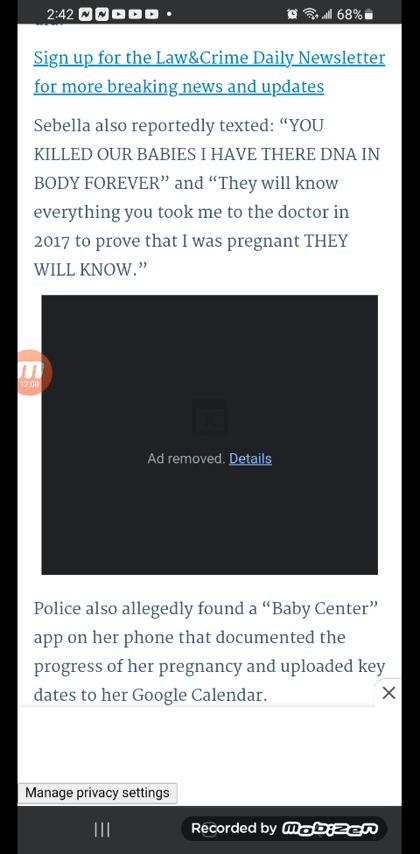 2:42
68%
Sign up for the Law&Crime Daily Newsletter
for more breaking news and updates
Sebella also reportedly texted: “YOU
KILLED OUR BABIES I HAVE THERE DNA IN
BODY FOREVER” and “They will know
everything you took me to the doctor in
2017 to prove that I was pregnant THEY
WILL KNOW.”
12:08
Ad removed. Details
Police also allegedly found a “Baby Center”
app on her phone that documented the
progress of her pregnancy and uploaded key
dates to her Google Calendar.
Manage privacy settings
Recorded by mobizen